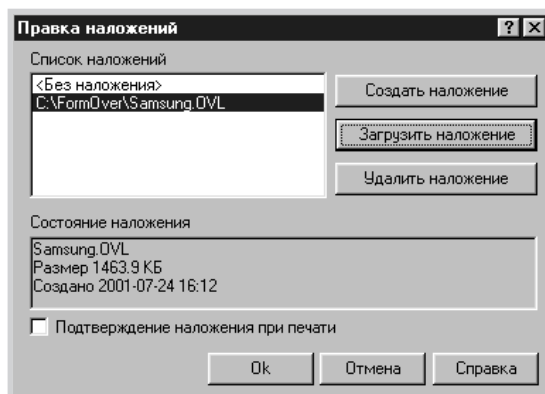 Правка наложений
Список наложений
<Без наложения>
C:\FormOver\Samsung.OVL
Создать наложение
Загрузить наложение
Удалить наложение
Состояние наложения
Samsung.OVL
Размер 1463.9 КБ
Создано 2001-07-24 16:12
Подтверждение наложения при печати
Ok
Отмена
Справка